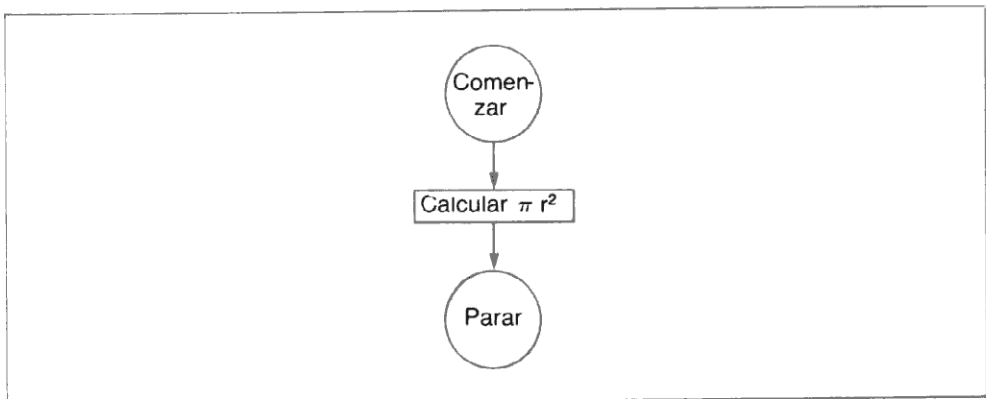 Comen-
zar
Calcular π r²
Parar